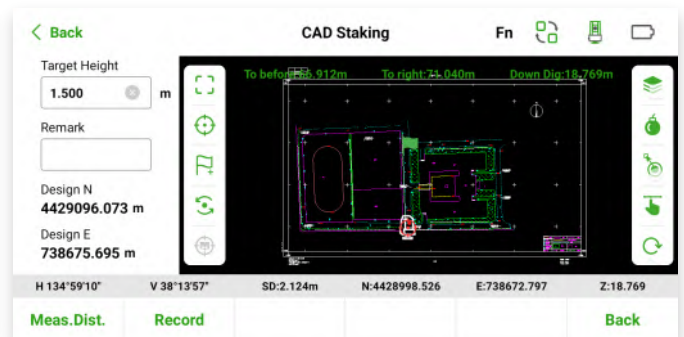 Back
CAD Staking
Fn
Target Height
1.500 m
Remark
Design N
4429096.073 m
Design E
738675.695 m
To right:71.040m
Down Dig:18.769m
H 134°59'10"
V 38°13'57"
SD:2.124m
N:4428998.526
E:738672.797
Z:18.769
Meas.Dist.
Record
Back